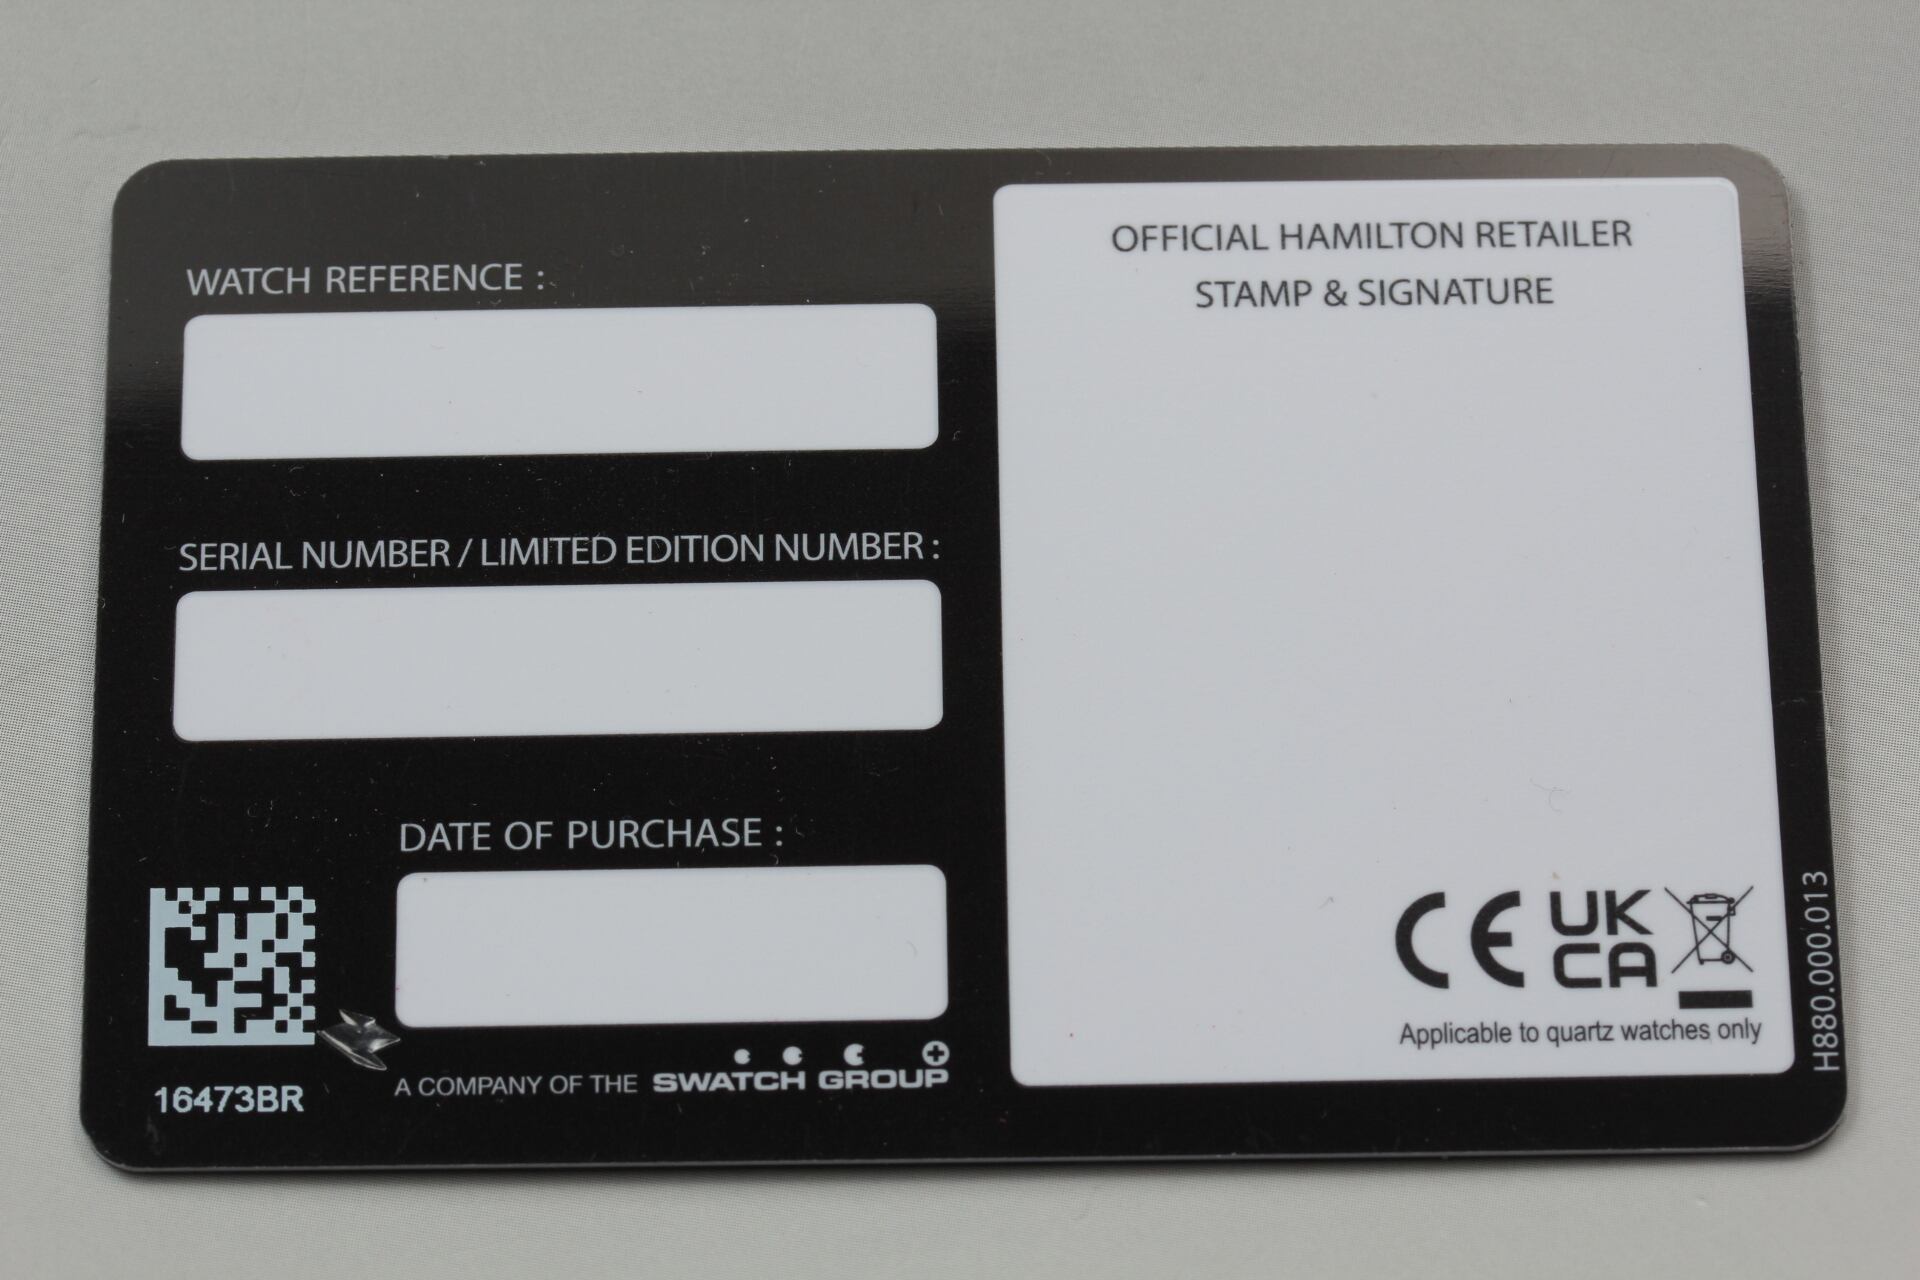 WATCH REFERENCE :
SERIAL NUMBER / LIMITED EDITION NUMBER :
DATE OF PURCHASE :
16473BR
A COMPANY OF THE SWATCH GROUP
OFFICIAL HAMILTON RETAILER
STAMP & SIGNATURE
CE UK
CA
Applicable to quartz watches only
H880.000.013